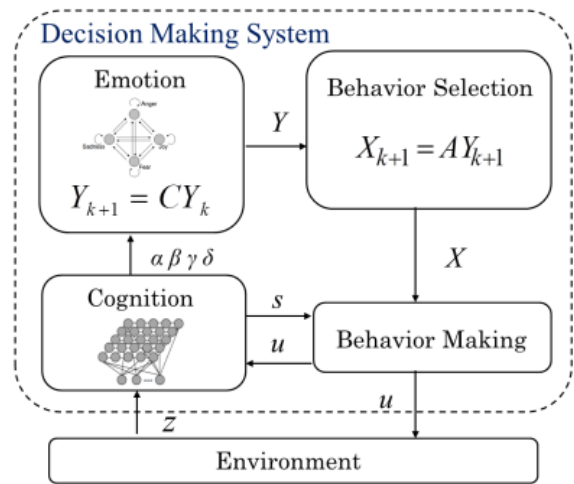 Decision Making System
Emotion
Anger
Sadness
Joy
Fear
Y_{k+1} = CY_k
Y
Behavior Selection
X_{k+1} = AY_{k+1}
α β γ δ
X
Cognition
...
s
u
Behavior Making
z
u
Environment